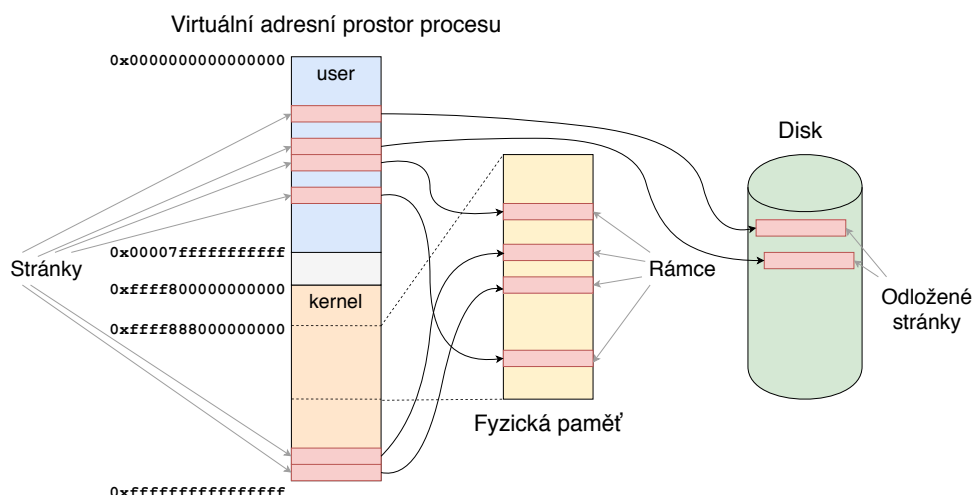 Virtuální adresní prostor procesu
0x0000000000000000
user
Disk
0x00007fffffffffff
Stránky
Rámce
0xffff800000000000
kernel
Odložené
stránky
0xffff888000000000
Fyzická paměť
0xffffffffffffffff